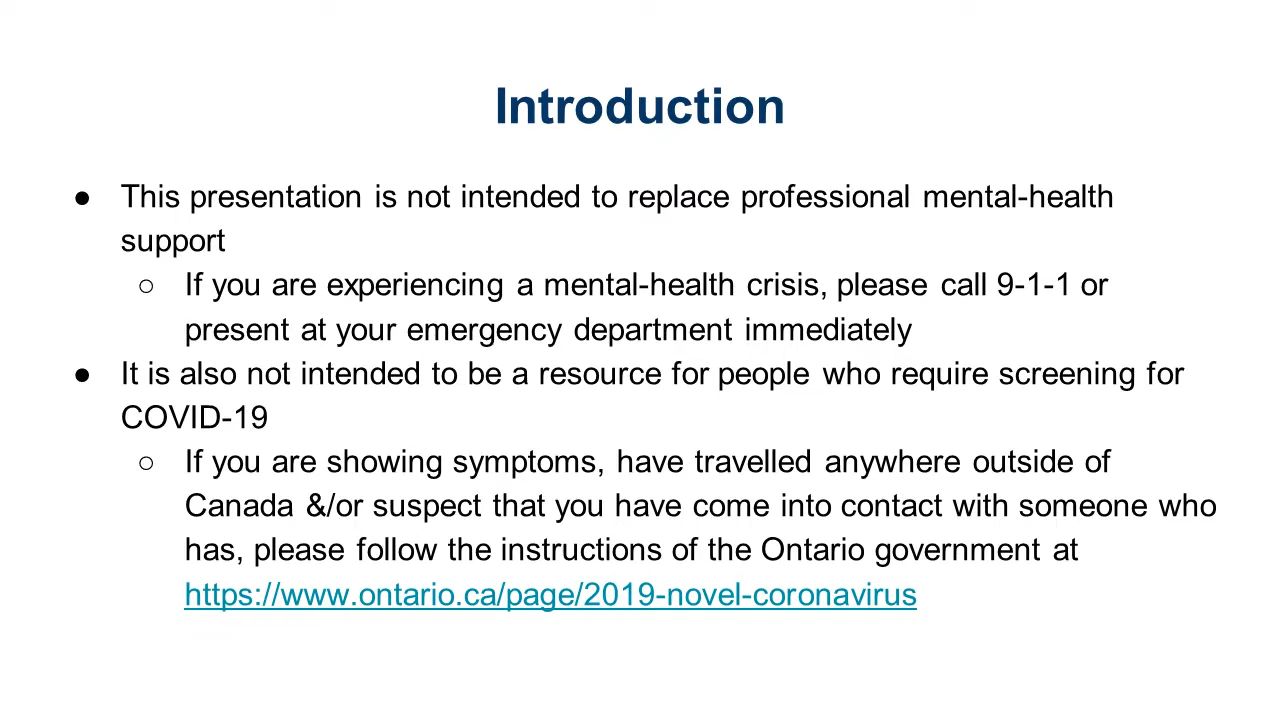 Introduction
● This presentation is not intended to replace professional mental-health
support
○ If you are experiencing a mental-health crisis, please call 9-1-1 or
present at your emergency department immediately
● It is also not intended to be a resource for people who require screening for
COVID-19
○ If you are showing symptoms, have travelled anywhere outside of
Canada &/or suspect that you have come into contact with someone who
has, please follow the instructions of the Ontario government at
https://www.ontario.ca/page/2019-novel-coronavirus